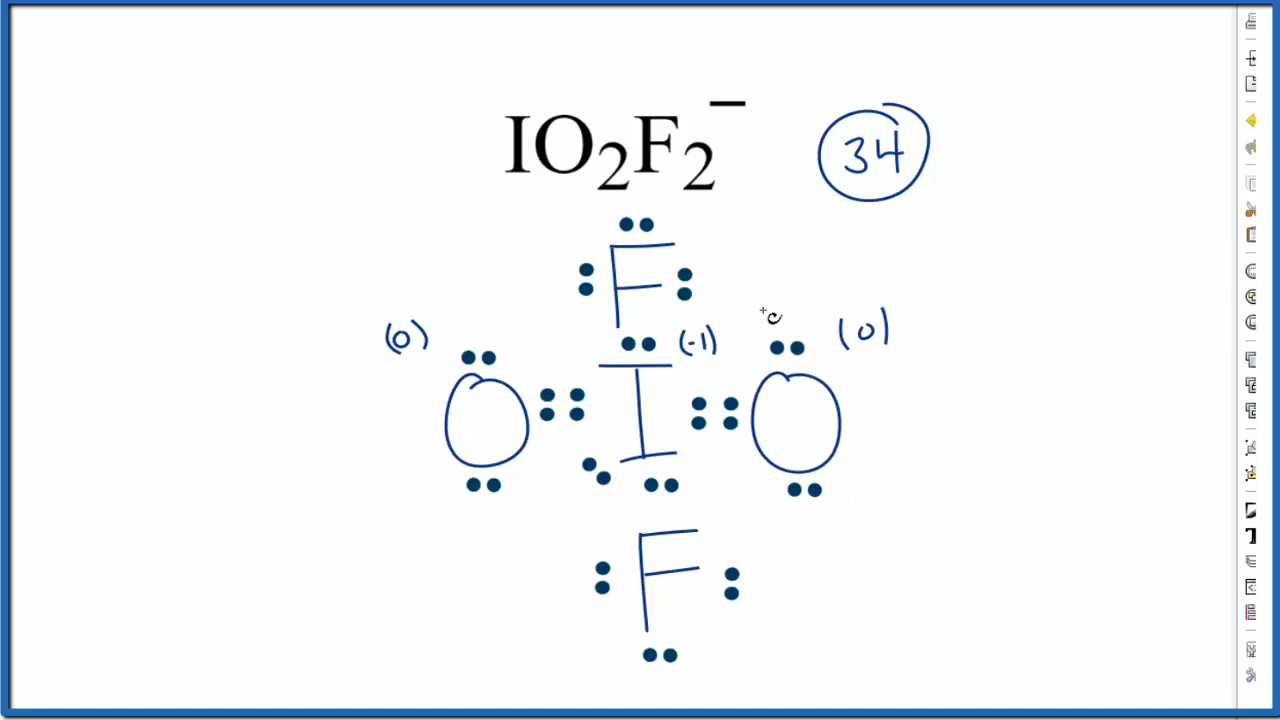 IO₂F₂⁻ 34
F
(0) (-1) (0)
O I O
F